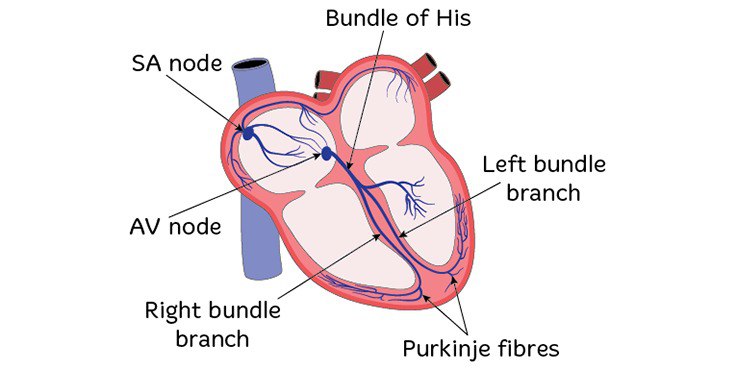 Bundle of His
SA node
Left bundle
branch
AV node
Right bundle
branch
Purkinje fibres